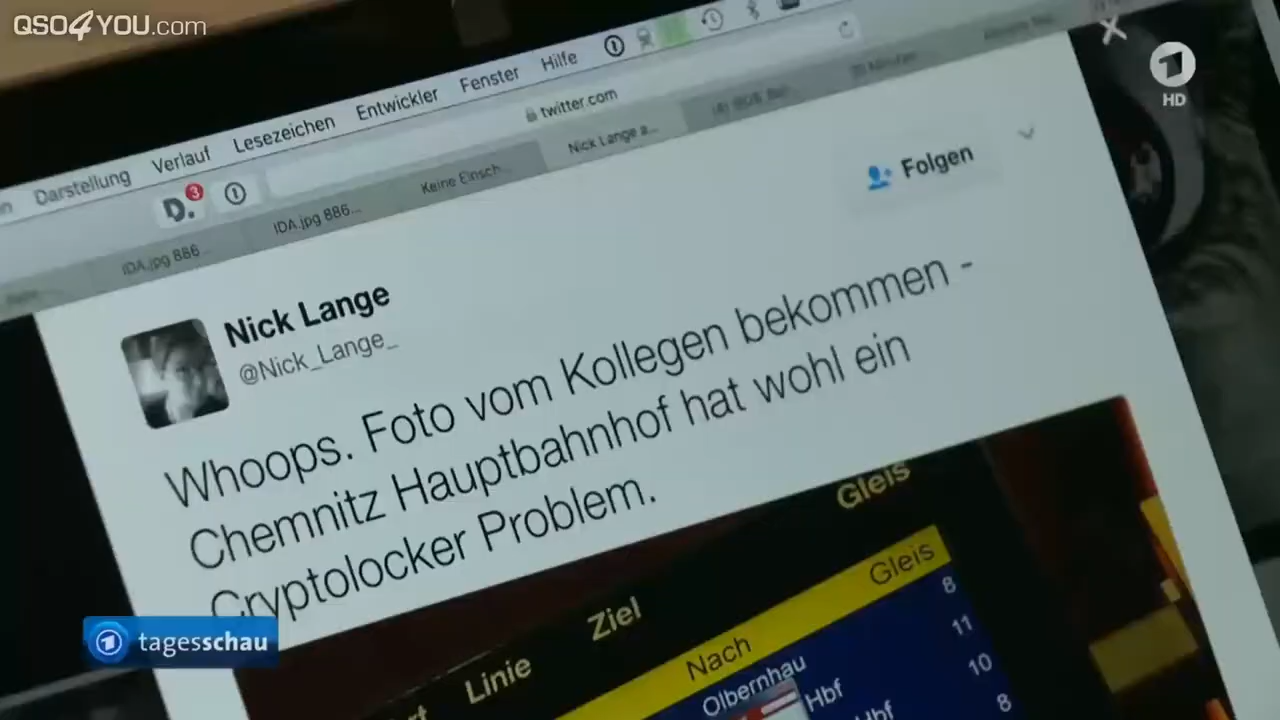 QSO4YOU.com
HD
Darstellung Verlauf Lesezeichen Entwickler Fenster Hilfe
D. 3
twitter.com
IDA.jpg 886... IDA.jpg 886... Keine Einsch... Nick Lange a...
Folgen
Nick Lange
@Nick_Lange_
Whoops. Foto vom Kollegen bekommen -
Chemnitz Hauptbahnhof hat wohl ein
Cryptolocker Problem.
Linie Ziel Gleis
Nach Gleis
Olbernhau 8
Hbf 11
Hbf 10
8
tagesschau